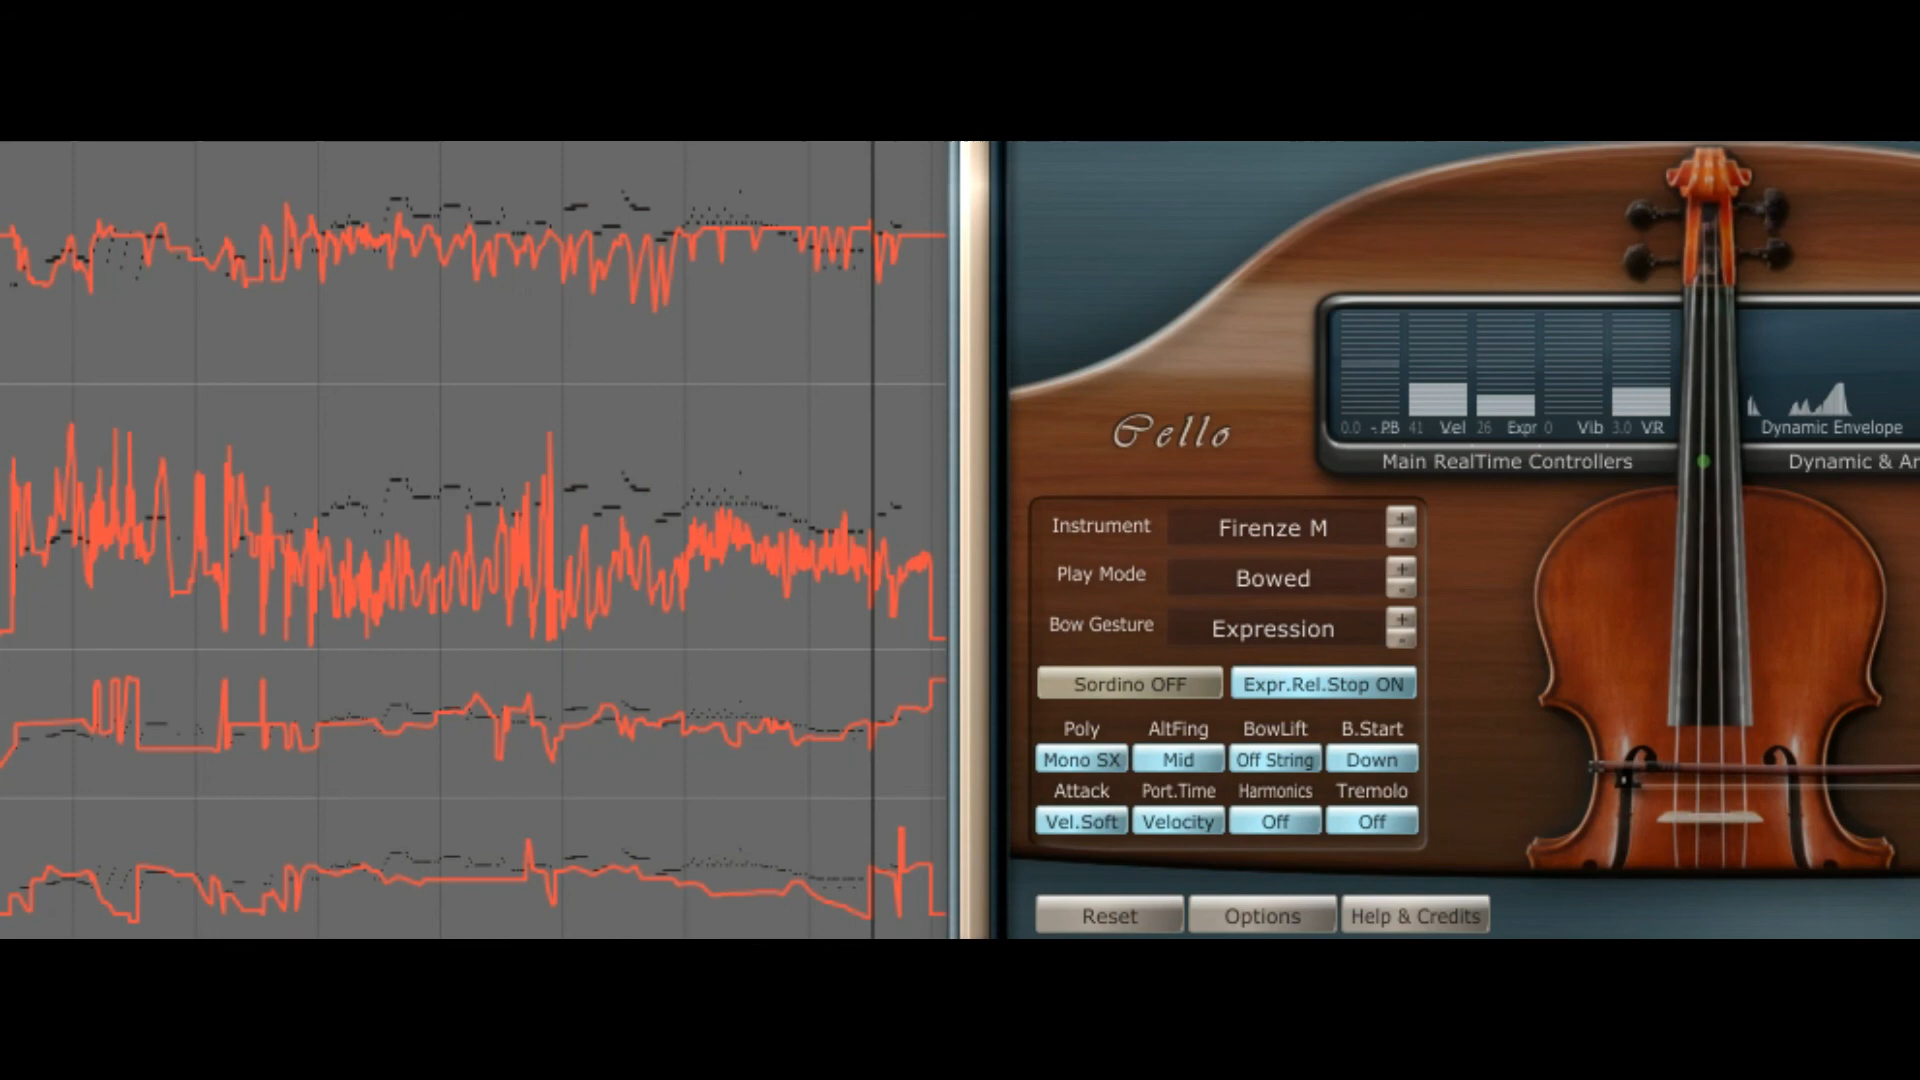 0.0 -.PB 41 Vel 26 Expr 0 Vib 3.0 VR
Dynamic Envelope
Main RealTime Controllers
Dynamic & Ar
Cello
Instrument Firenze M + -
Play Mode Bowed + -
Bow Gesture Expression + -
Sordino OFF Expr.Rel.Stop ON
Poly AltFing BowLift B.Start
Mono SX Mid Off String Down
Attack Port.Time Harmonics Tremolo
Vel.Soft Velocity Off Off
Reset Options Help & Credits